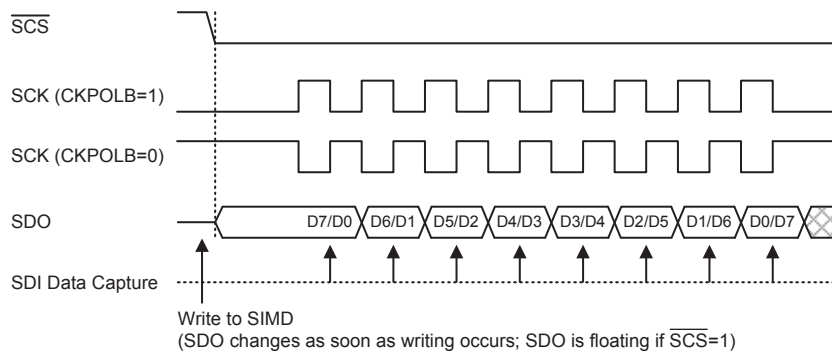 SCS
SCK (CKPOLB=1)
SCK (CKPOLB=0)
SDO
D7/D0 D6/D1 D5/D2 D4/D3 D3/D4 D2/D5 D1/D6 D0/D7
SDI Data Capture
Write to SIMD
(SDO changes as soon as writing occurs; SDO is floating if SCS=1)